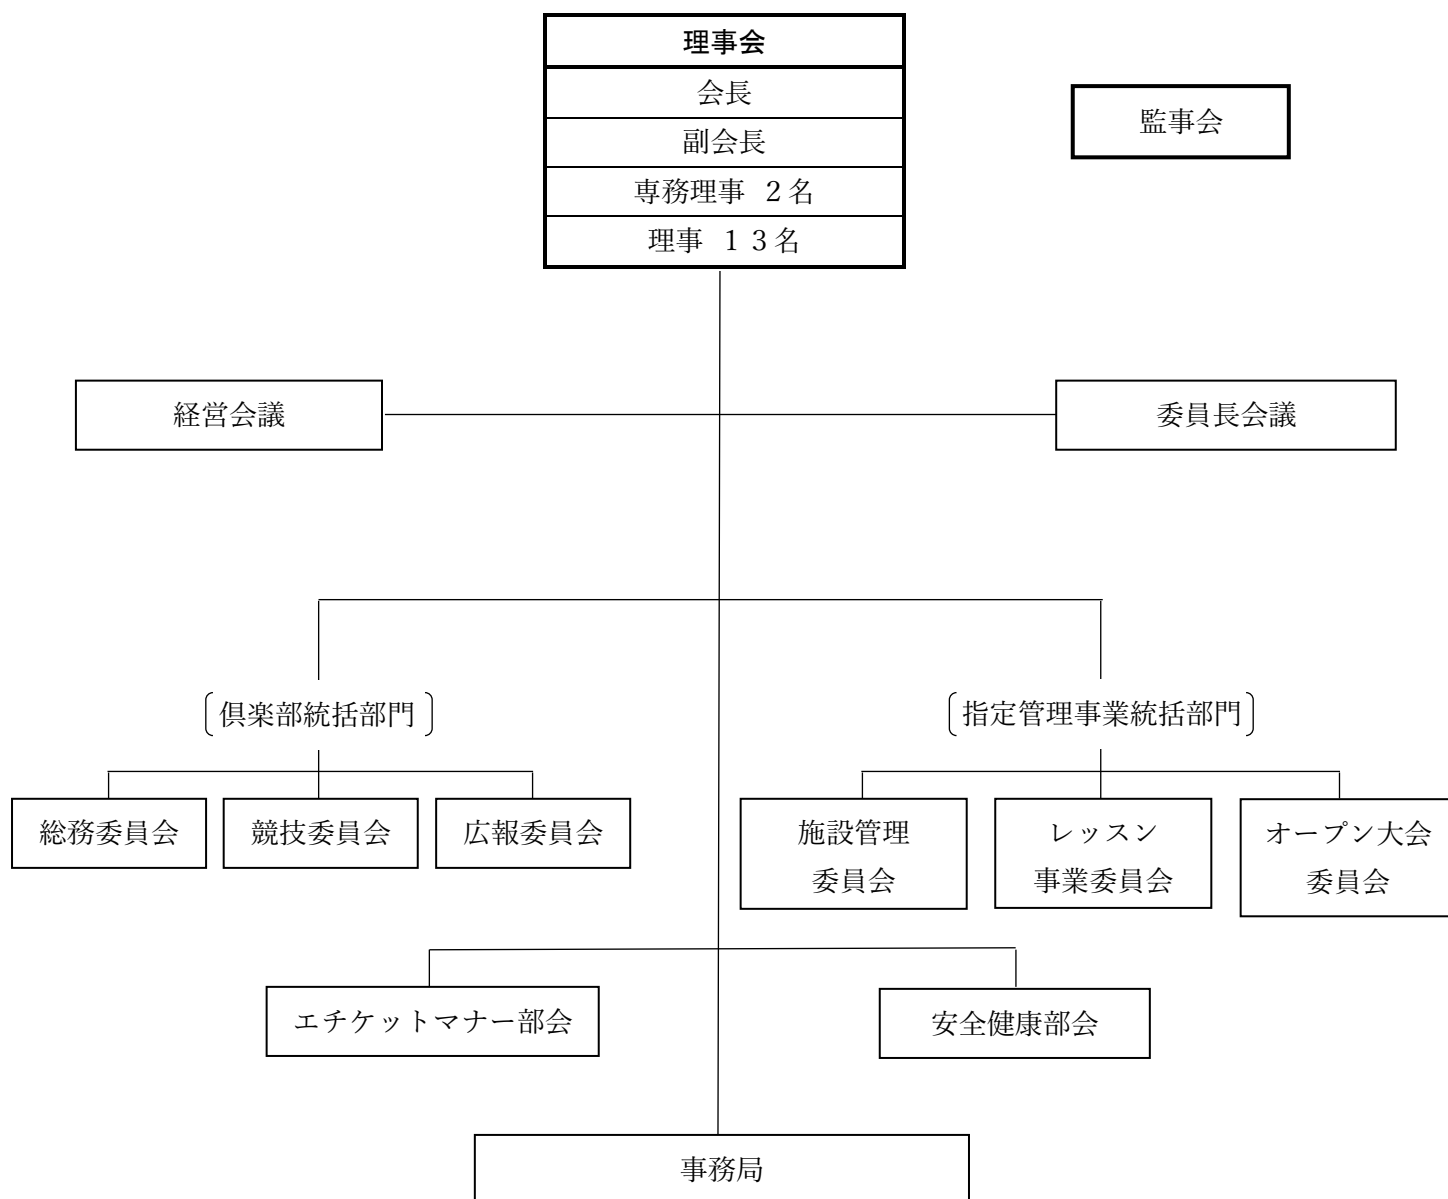 理事会
会長
副会長
専務理事 2名
理事 13名
監事会
経営会議
委員長会議
〔倶楽部統括部門〕
〔指定管理事業統括部門〕
総務委員会
競技委員会
広報委員会
施設管理
委員会
レッスン
事業委員会
オープン大会
委員会
エチケットマナー部会
安全健康部会
事務局